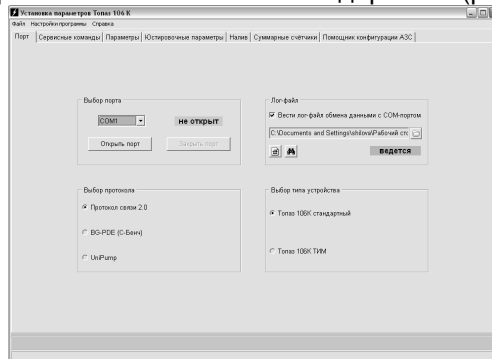 Установка параметров Топаз 106 К
Файл Настройки программы Справка
Порт Сервисные команды Параметры Юстировочные параметры Налив Суммарные счётчики Помощник конфигурации АЗС
Выбор порта
COM1 не открыт
Открыть порт Закрыть порт
Лог-файл
Вести лог-файл обмена данными с COM-портом
C:\Documents and Settings\shilova\Рабочий сто
ведется
Выбор протокола
Протокол связи 2.0
BG-PDE (С-Бенч)
UniPump
Выбор типа устройства
Топаз 106К стандартный
Топаз 106К ТИМ